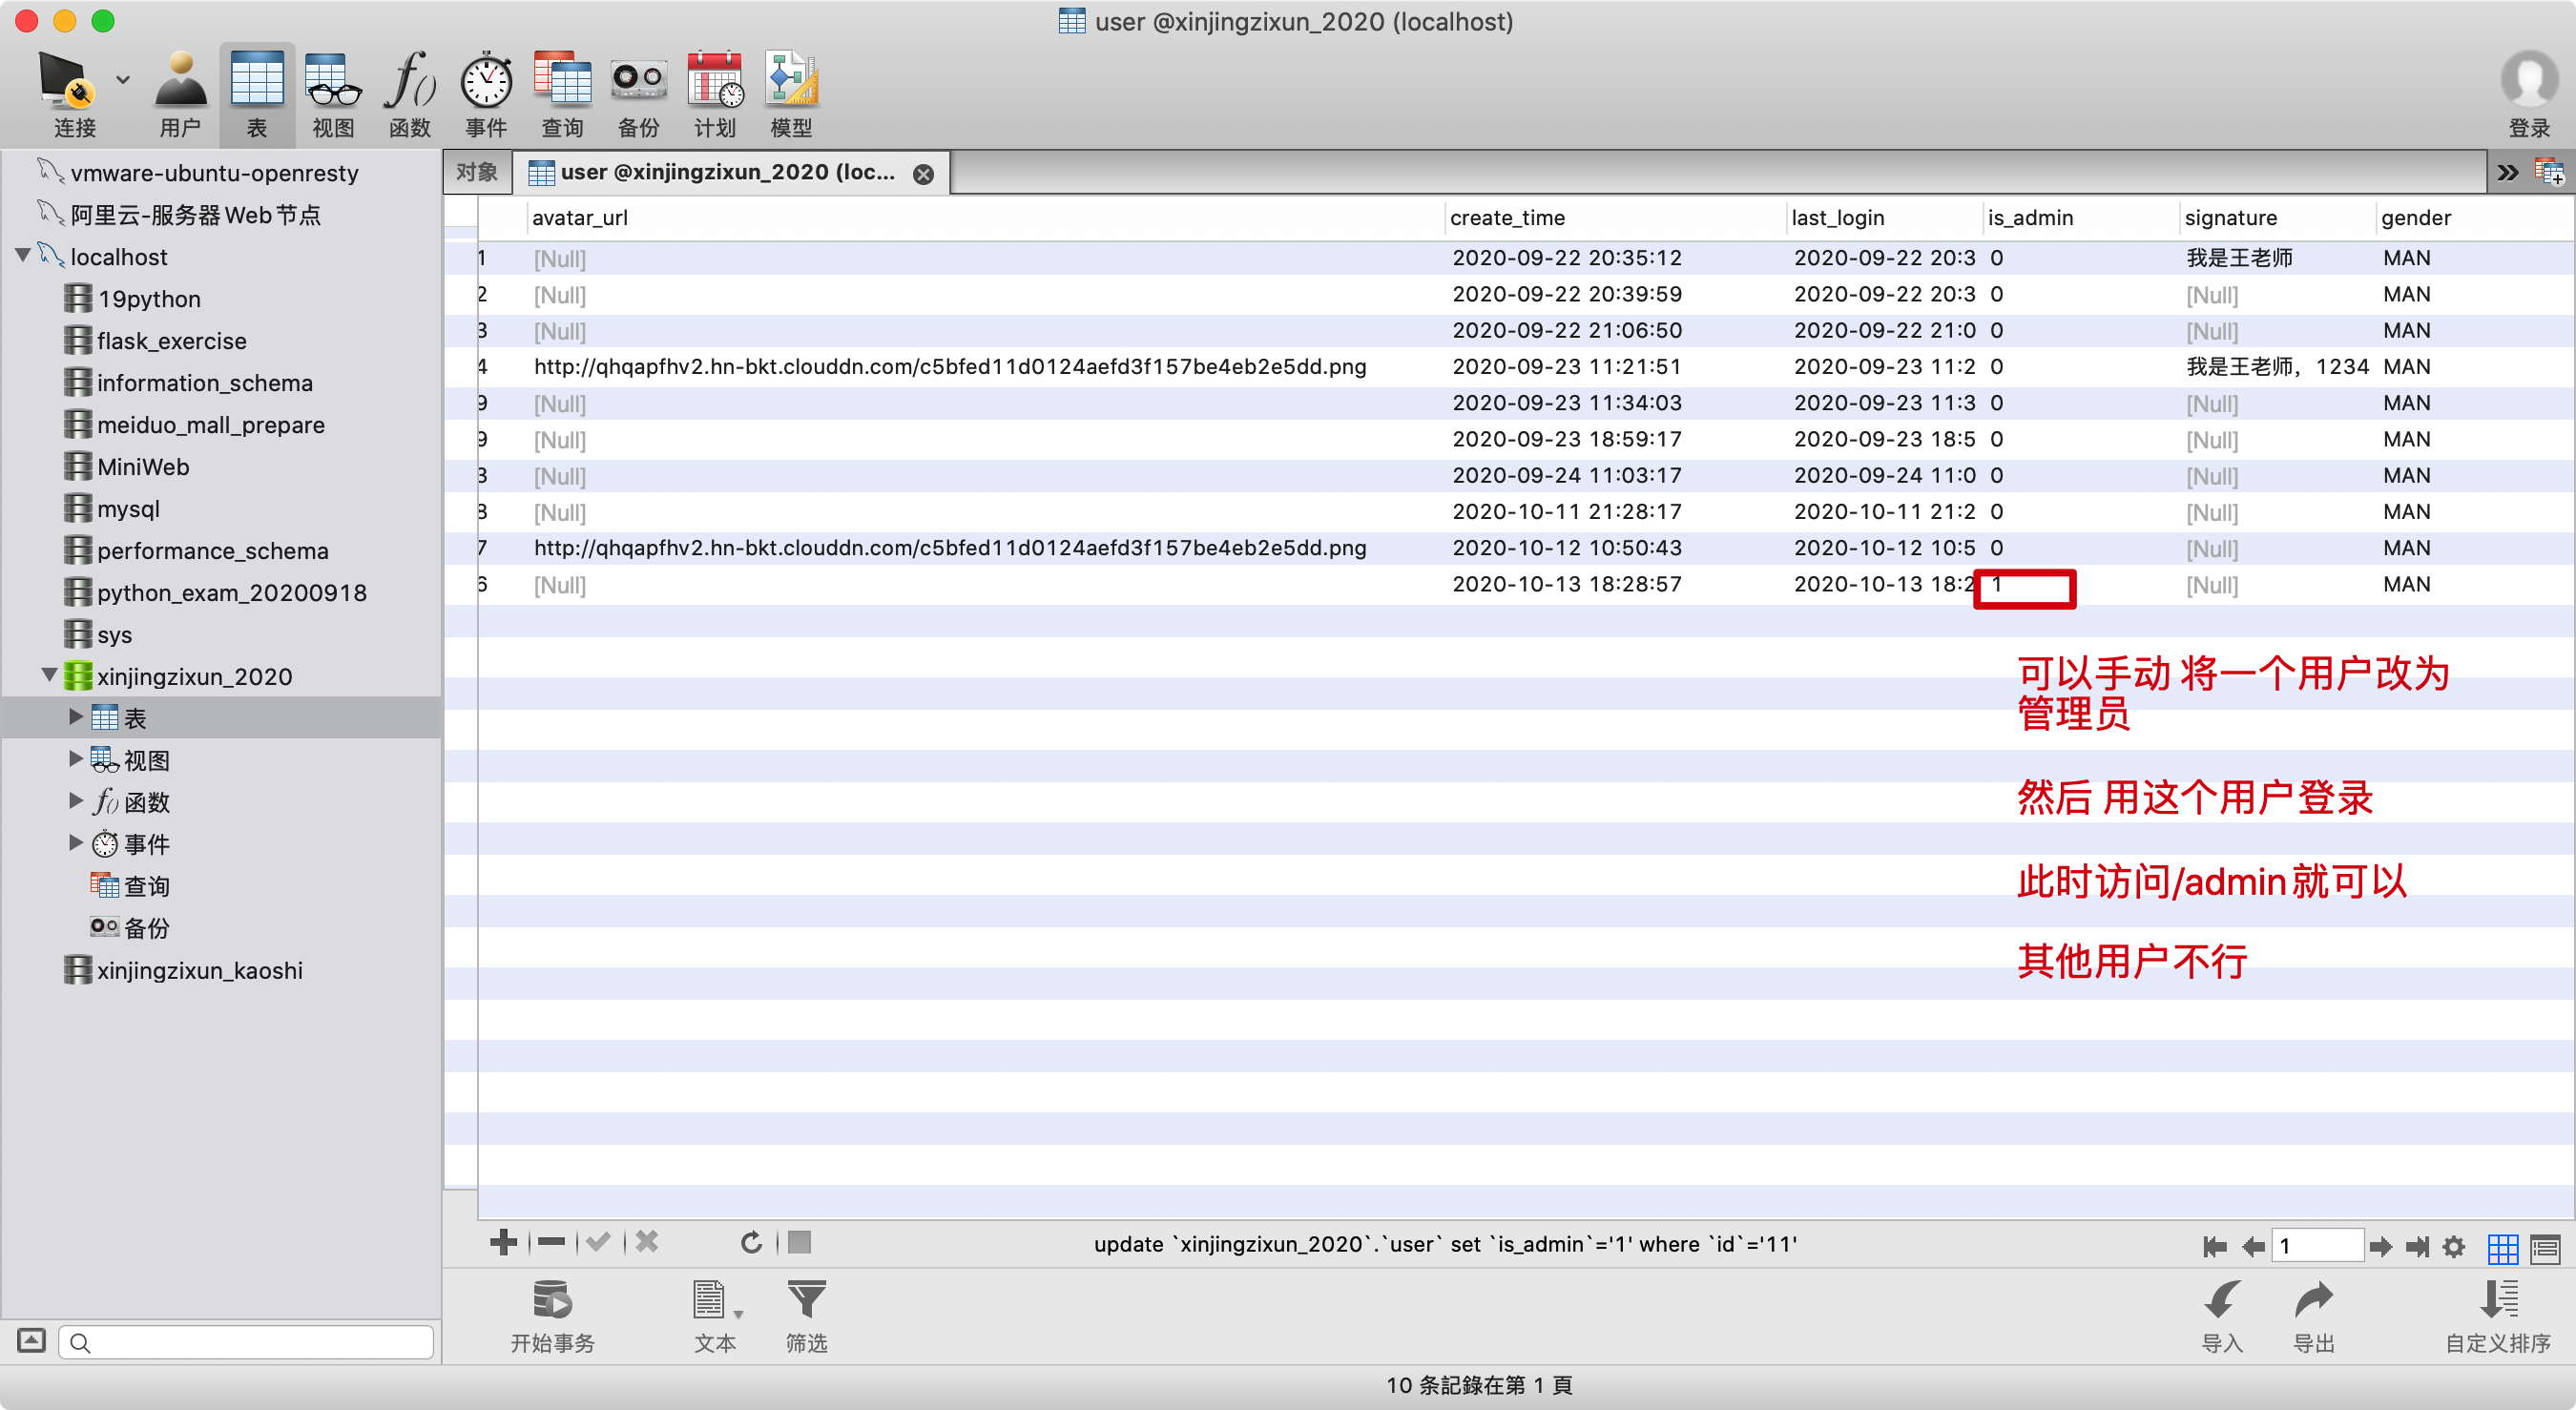 user @xinjingzixun_2020 (localhost)
连接
用户
表
视图
函数
事件
查询
备份
计划
模型
登录
vmware-ubuntu-openresty
阿里云-服务器Web节点
localhost
19python
flask_exercise
information_schema
meiduo_mall_prepare
MiniWeb
mysql
performance_schema
python_exam_20200918
sys
xinjingzixun_2020
表
视图
函数
事件
查询
备份
xinjingzixun_kaoshi
对象
user @xinjingzixun_2020 (loc...
avatar_url create_time last_login is_admin signature gender
1 [Null] 2020-09-22 20:35:12 2020-09-22 20:3 0 我是王老师 MAN
2 [Null] 2020-09-22 20:39:59 2020-09-22 20:3 0 [Null] MAN
3 [Null] 2020-09-22 21:06:50 2020-09-22 21:0 0 [Null] MAN
4 http://qhqapfhv2.hn-bkt.clouddn.com/c5bfed11d0124aefd3f157be4eb2e5dd.png 2020-09-23 11:21:51 2020-09-23 11:2 0 我是王老师，1234 MAN
9 [Null] 2020-09-23 11:34:03 2020-09-23 11:3 0 [Null] MAN
9 [Null] 2020-09-23 18:59:17 2020-09-23 18:5 0 [Null] MAN
3 [Null] 2020-09-24 11:03:17 2020-09-24 11:0 0 [Null] MAN
8 [Null] 2020-10-11 21:28:17 2020-10-11 21:2 0 [Null] MAN
7 http://qhqapfhv2.hn-bkt.clouddn.com/c5bfed11d0124aefd3f157be4eb2e5dd.png 2020-10-12 10:50:43 2020-10-12 10:5 0 [Null] MAN
6 [Null] 2020-10-13 18:28:57 2020-10-13 18:2 1 [Null] MAN
可以手动 将一个用户改为
管理员
然后 用这个用户登录
此时访问/admin就可以
其他用户不行
update `xinjingzixun_2020`.`user` set `is_admin`='1' where `id`='11'
1
开始事务
文本
筛选
导入
导出
自定义排序
10 条記錄在第 1 頁